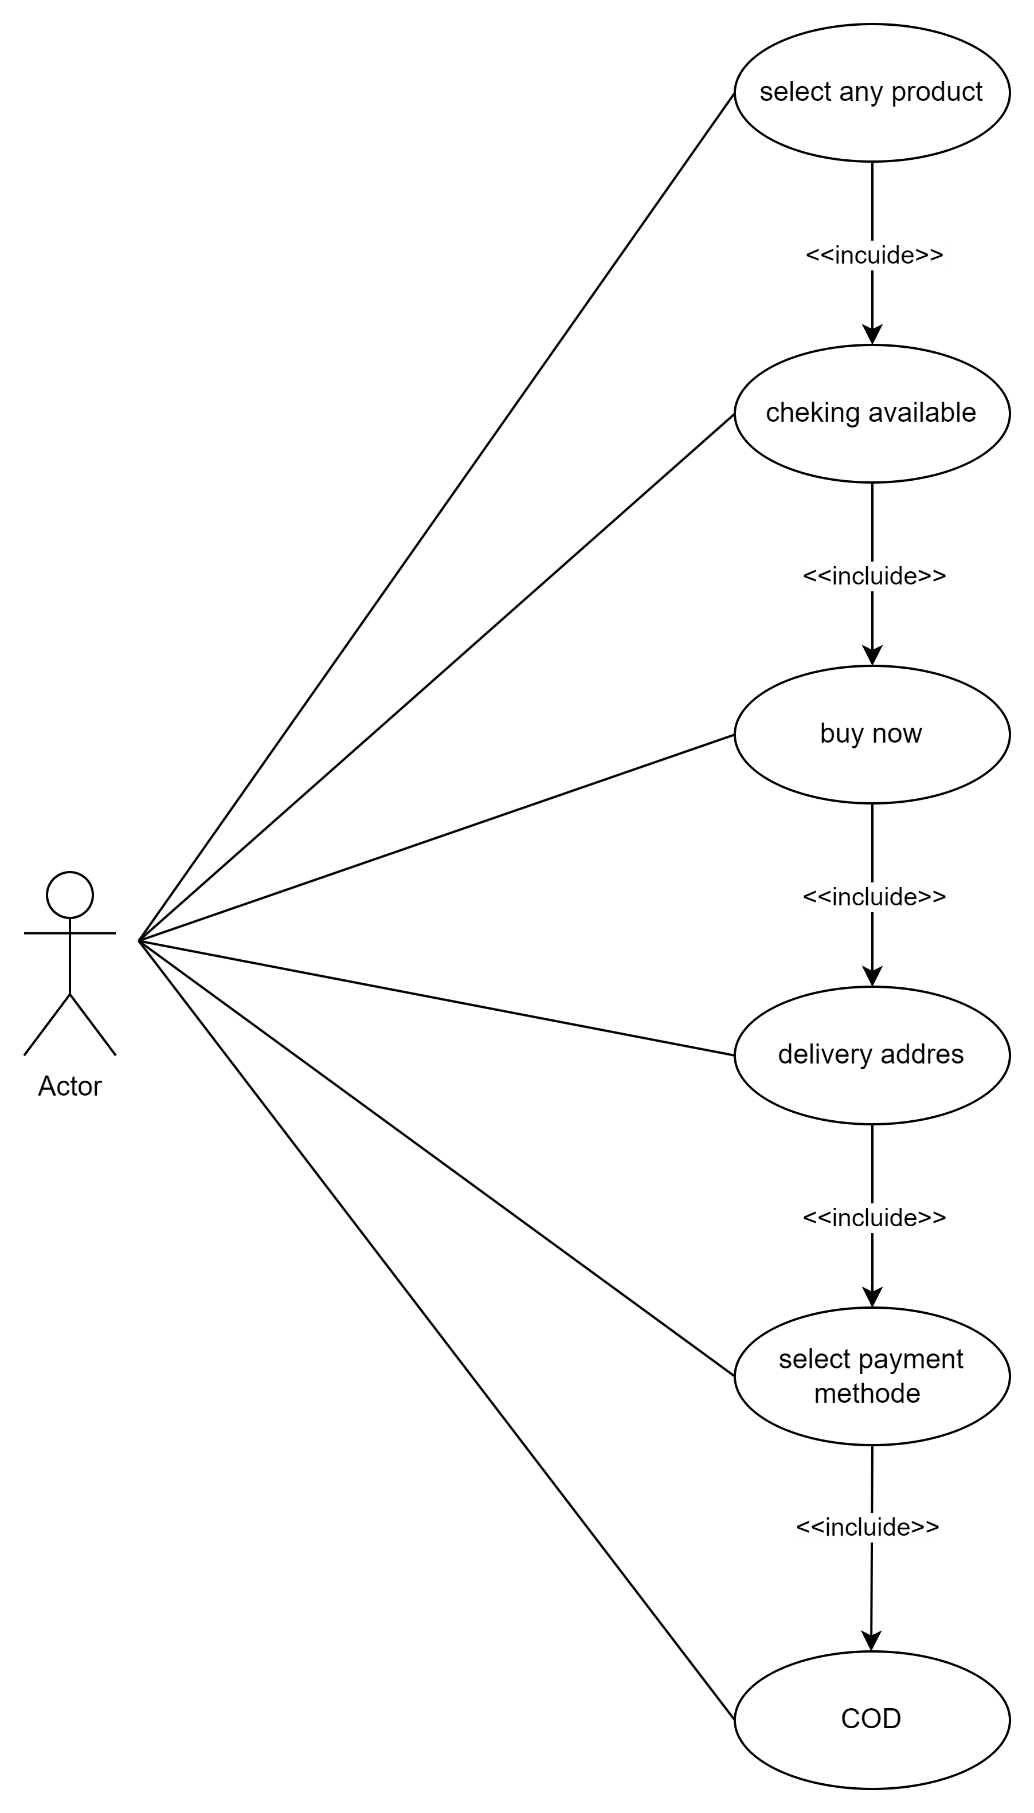 select any product
<<incuide>>
cheking available
<<incluide>>
buy now
<<incluide>>
Actor
delivery addres
<<incluide>>
select payment
methode
<<incluide>>
COD